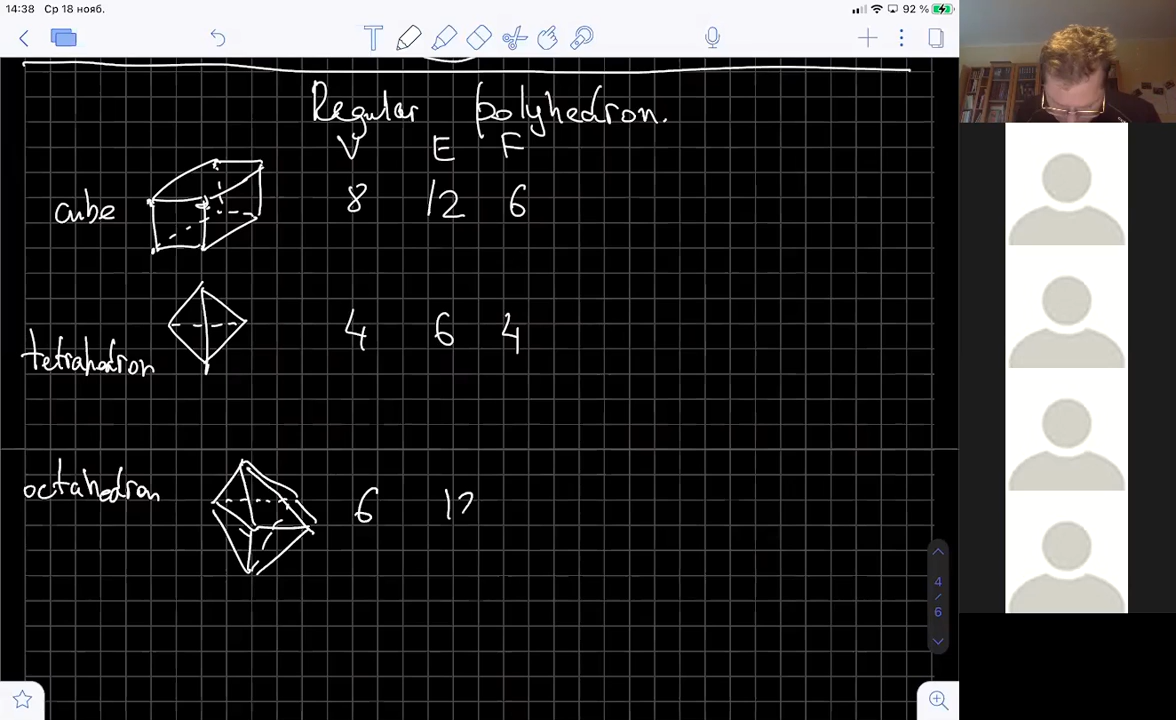 14:38 Ср 18 нояб. 92 %
T
Regular polyhedron.
V E F
cube 8 12 6
tetrahedron 4 6 4
octahedron 6 12
4
/
6